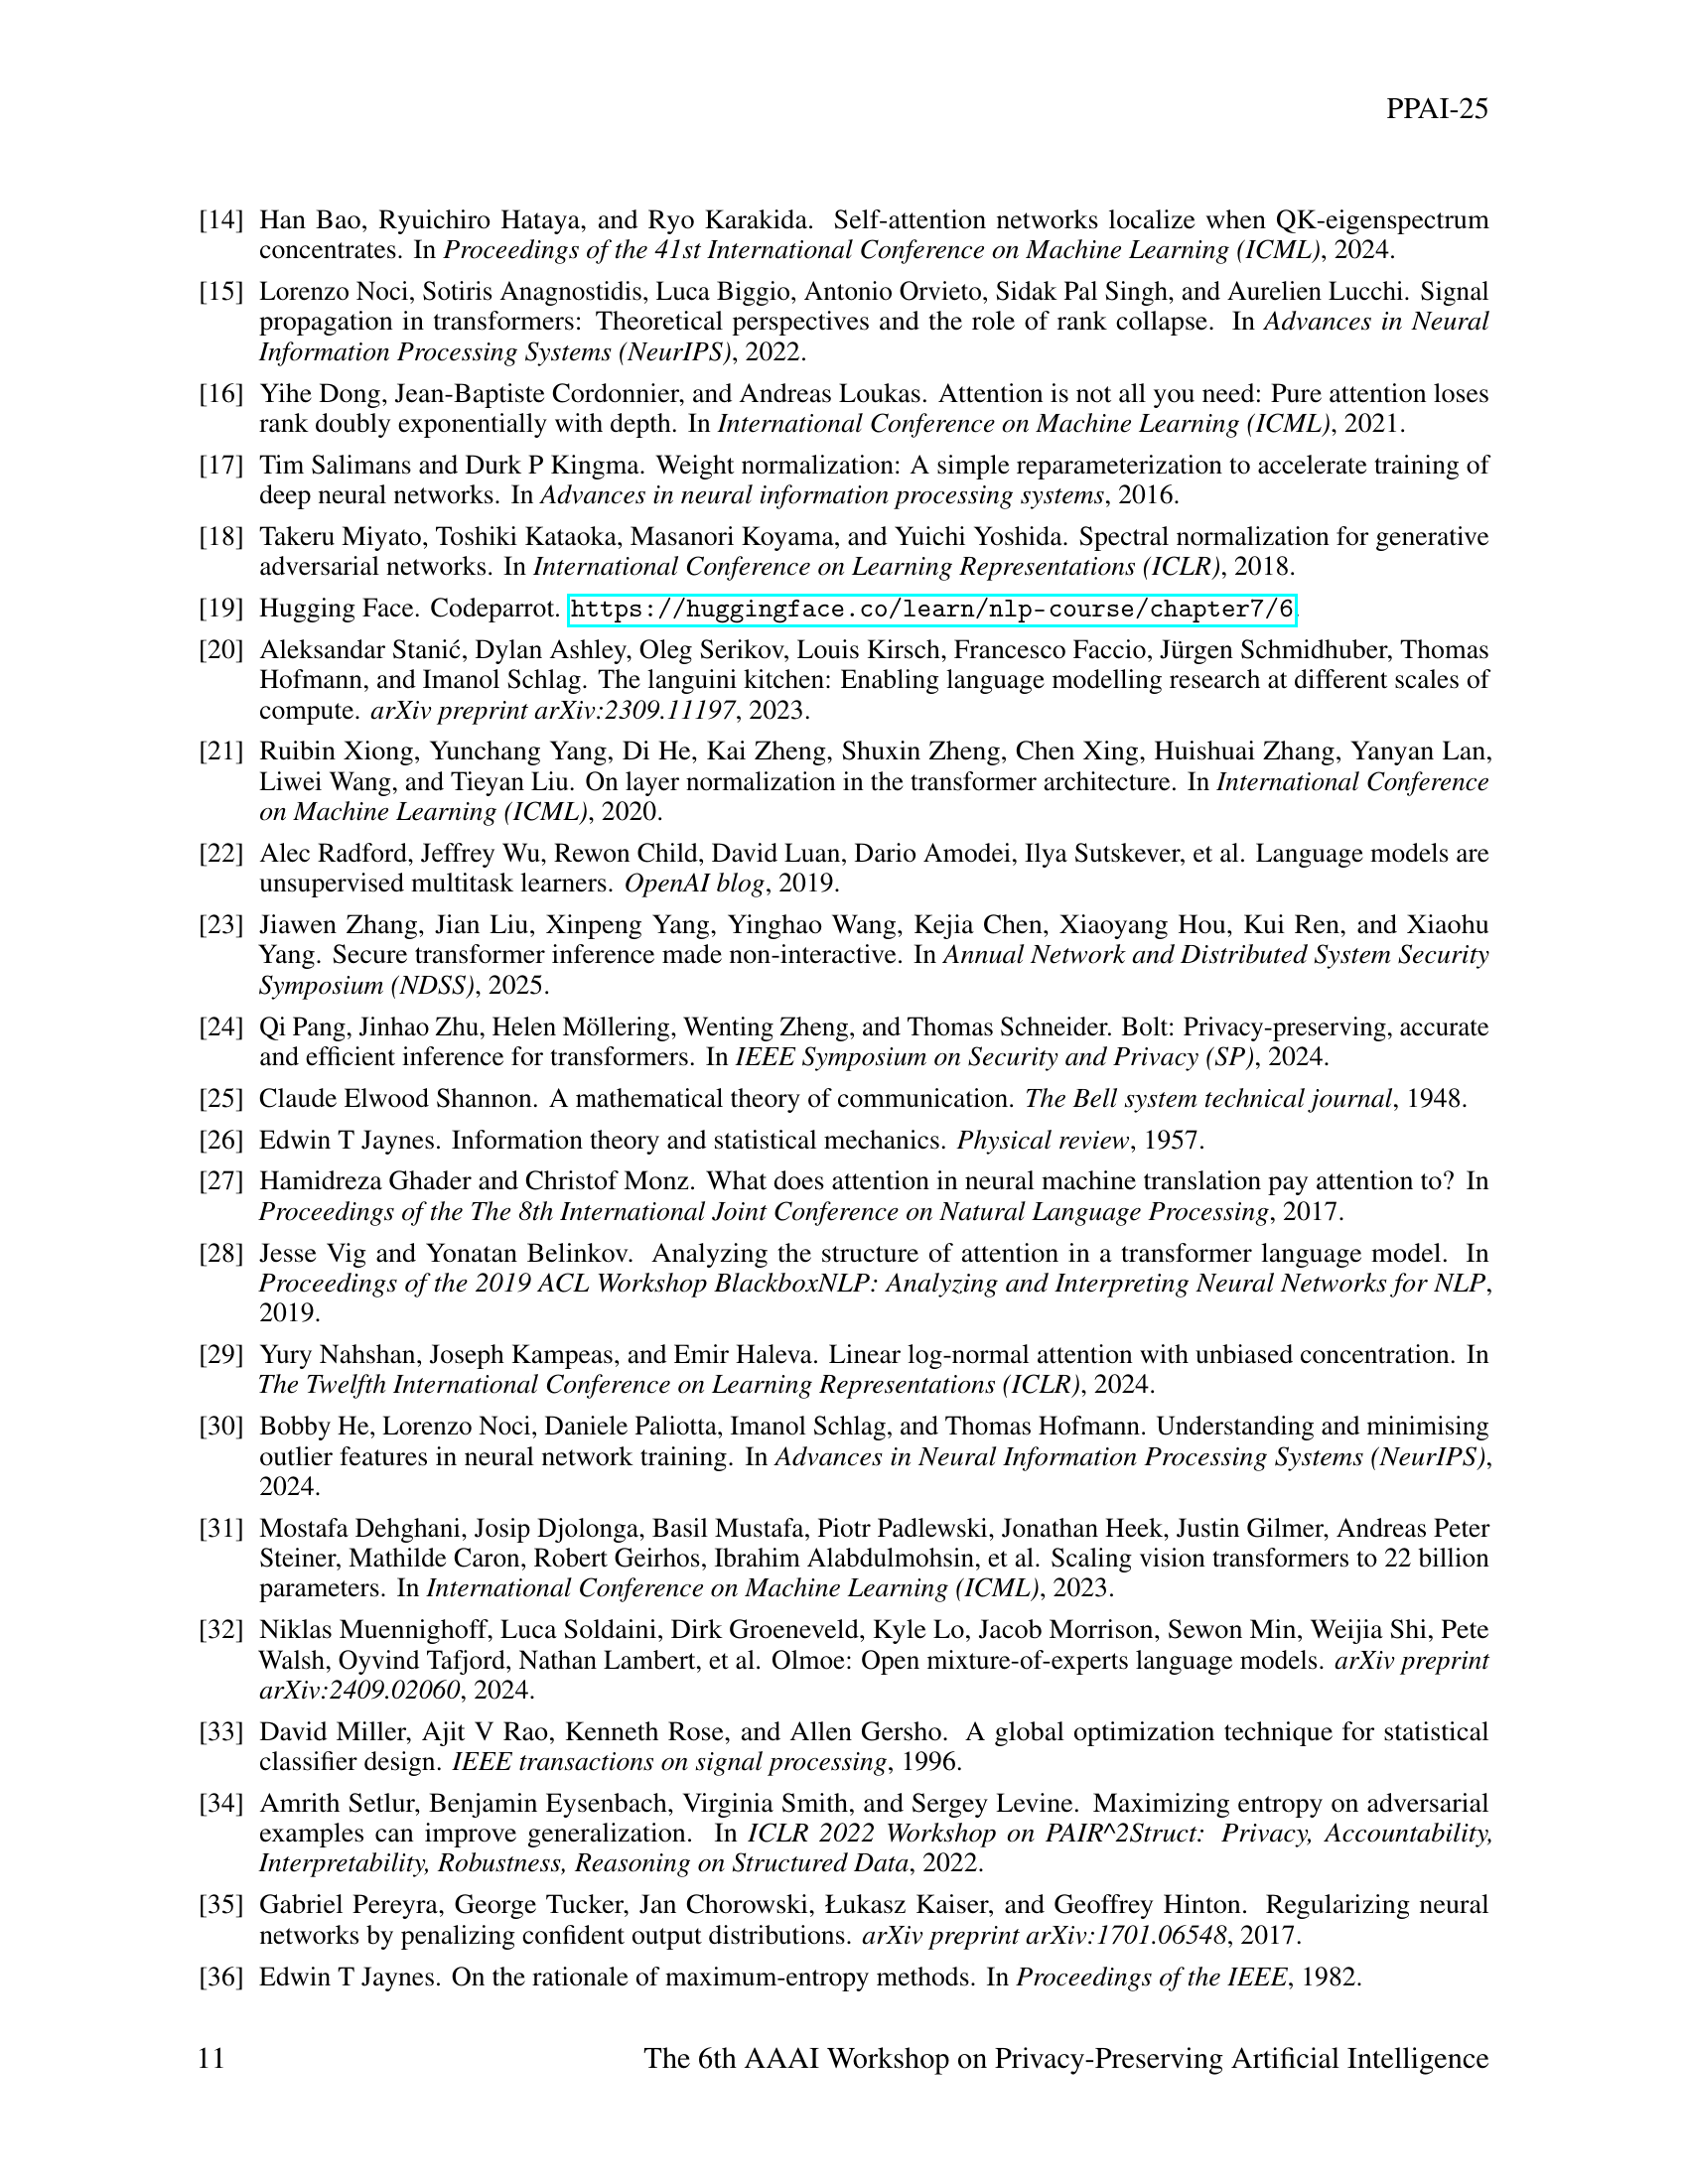 PPAI-25
[14] Han Bao, Ryuichiro Hataya, and Ryo Karakida. Self-attention networks localize when QK-eigenspectrum
concentrates. In Proceedings of the 41st International Conference on Machine Learning (ICML), 2024.
[15] Lorenzo Noci, Sotiris Anagnostidis, Luca Biggio, Antonio Orvieto, Sidak Pal Singh, and Aurelien Lucchi. Signal
propagation in transformers: Theoretical perspectives and the role of rank collapse. In Advances in Neural
Information Processing Systems (NeurIPS), 2022.
[16] Yihe Dong, Jean-Baptiste Cordonnier, and Andreas Loukas. Attention is not all you need: Pure attention loses
rank doubly exponentially with depth. In International Conference on Machine Learning (ICML), 2021.
[17] Tim Salimans and Durk P Kingma. Weight normalization: A simple reparameterization to accelerate training of
deep neural networks. In Advances in neural information processing systems, 2016.
[18] Takeru Miyato, Toshiki Kataoka, Masanori Koyama, and Yuichi Yoshida. Spectral normalization for generative
adversarial networks. In International Conference on Learning Representations (ICLR), 2018.
[19] Hugging Face. Codeparrot. https://huggingface.co/learn/nlp-course/chapter7/6.
[20] Aleksandar Stanić, Dylan Ashley, Oleg Serikov, Louis Kirsch, Francesco Faccio, Jürgen Schmidhuber, Thomas
Hofmann, and Imanol Schlag. The languini kitchen: Enabling language modelling research at different scales of
compute. arXiv preprint arXiv:2309.11197, 2023.
[21] Ruibin Xiong, Yunchang Yang, Di He, Kai Zheng, Shuxin Zheng, Chen Xing, Huishuai Zhang, Yanyan Lan,
Liwei Wang, and Tieyan Liu. On layer normalization in the transformer architecture. In International Conference
on Machine Learning (ICML), 2020.
[22] Alec Radford, Jeffrey Wu, Rewon Child, David Luan, Dario Amodei, Ilya Sutskever, et al. Language models are
unsupervised multitask learners. OpenAI blog, 2019.
[23] Jiawen Zhang, Jian Liu, Xinpeng Yang, Yinghao Wang, Kejia Chen, Xiaoyang Hou, Kui Ren, and Xiaohu
Yang. Secure transformer inference made non-interactive. In Annual Network and Distributed System Security
Symposium (NDSS), 2025.
[24] Qi Pang, Jinhao Zhu, Helen Möllering, Wenting Zheng, and Thomas Schneider. Bolt: Privacy-preserving, accurate
and efficient inference for transformers. In IEEE Symposium on Security and Privacy (SP), 2024.
[25] Claude Elwood Shannon. A mathematical theory of communication. The Bell system technical journal, 1948.
[26] Edwin T Jaynes. Information theory and statistical mechanics. Physical review, 1957.
[27] Hamidreza Ghader and Christof Monz. What does attention in neural machine translation pay attention to? In
Proceedings of the The 8th International Joint Conference on Natural Language Processing, 2017.
[28] Jesse Vig and Yonatan Belinkov. Analyzing the structure of attention in a transformer language model. In
Proceedings of the 2019 ACL Workshop BlackboxNLP: Analyzing and Interpreting Neural Networks for NLP,
2019.
[29] Yury Nahshan, Joseph Kampeas, and Emir Haleva. Linear log-normal attention with unbiased concentration. In
The Twelfth International Conference on Learning Representations (ICLR), 2024.
[30] Bobby He, Lorenzo Noci, Daniele Paliotta, Imanol Schlag, and Thomas Hofmann. Understanding and minimising
outlier features in neural network training. In Advances in Neural Information Processing Systems (NeurIPS),
2024.
[31] Mostafa Dehghani, Josip Djolonga, Basil Mustafa, Piotr Padlewski, Jonathan Heek, Justin Gilmer, Andreas Peter
Steiner, Mathilde Caron, Robert Geirhos, Ibrahim Alabdulmohsin, et al. Scaling vision transformers to 22 billion
parameters. In International Conference on Machine Learning (ICML), 2023.
[32] Niklas Muennighoff, Luca Soldaini, Dirk Groeneveld, Kyle Lo, Jacob Morrison, Sewon Min, Weijia Shi, Pete
Walsh, Oyvind Tafjord, Nathan Lambert, et al. Olmoe: Open mixture-of-experts language models. arXiv preprint
arXiv:2409.02060, 2024.
[33] David Miller, Ajit V Rao, Kenneth Rose, and Allen Gersho. A global optimization technique for statistical
classifier design. IEEE transactions on signal processing, 1996.
[34] Amrith Setlur, Benjamin Eysenbach, Virginia Smith, and Sergey Levine. Maximizing entropy on adversarial
examples can improve generalization. In ICLR 2022 Workshop on PAIR^2Struct: Privacy, Accountability,
Interpretability, Robustness, Reasoning on Structured Data, 2022.
[35] Gabriel Pereyra, George Tucker, Jan Chorowski, Łukasz Kaiser, and Geoffrey Hinton. Regularizing neural
networks by penalizing confident output distributions. arXiv preprint arXiv:1701.06548, 2017.
[36] Edwin T Jaynes. On the rationale of maximum-entropy methods. In Proceedings of the IEEE, 1982.
11 The 6th AAAI Workshop on Privacy-Preserving Artificial Intelligence